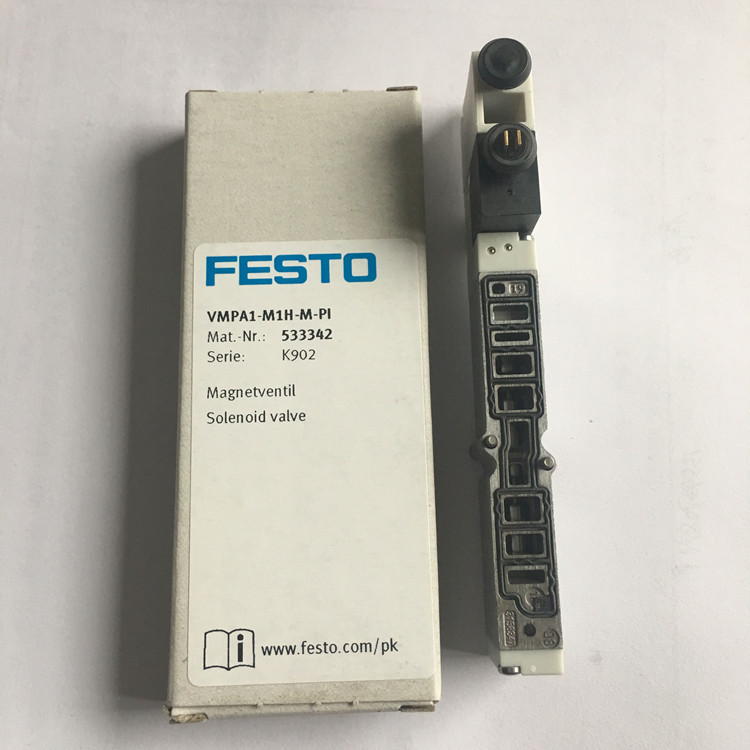 FESTO
VMPA1-M1H-M-PI
Mat.-Nr.: 533342
Serie: K902
Magnetventil
Solenoid valve
i www.festo.com/pk